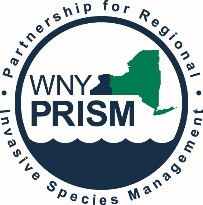 • Partnership for Regional •
WNY
PRISM
Invasive Species Management